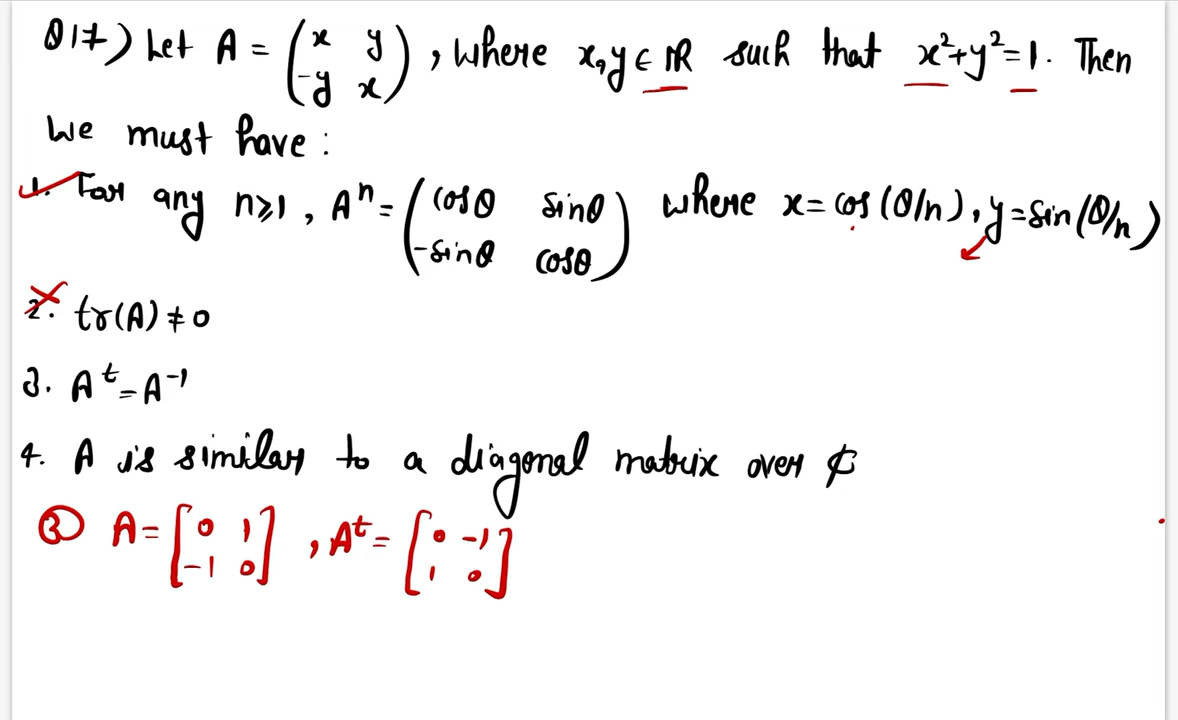 Q17) Let A = (x y -y x), where x,y ∈ ℝ such that x²+y²=1. Then
We must have:
1. For any n≥1, Aⁿ = (cosθ sinθ -sinθ cosθ) where x = cos(θ/n), y = sin(θ/n)
2. tr(A) ≠ 0
3. Aᵗ = A⁻¹
4. A is similar to a diagonal matrix over ℂ
③ A = [0 1 -1 0], Aᵗ = [0 -1 1 0]